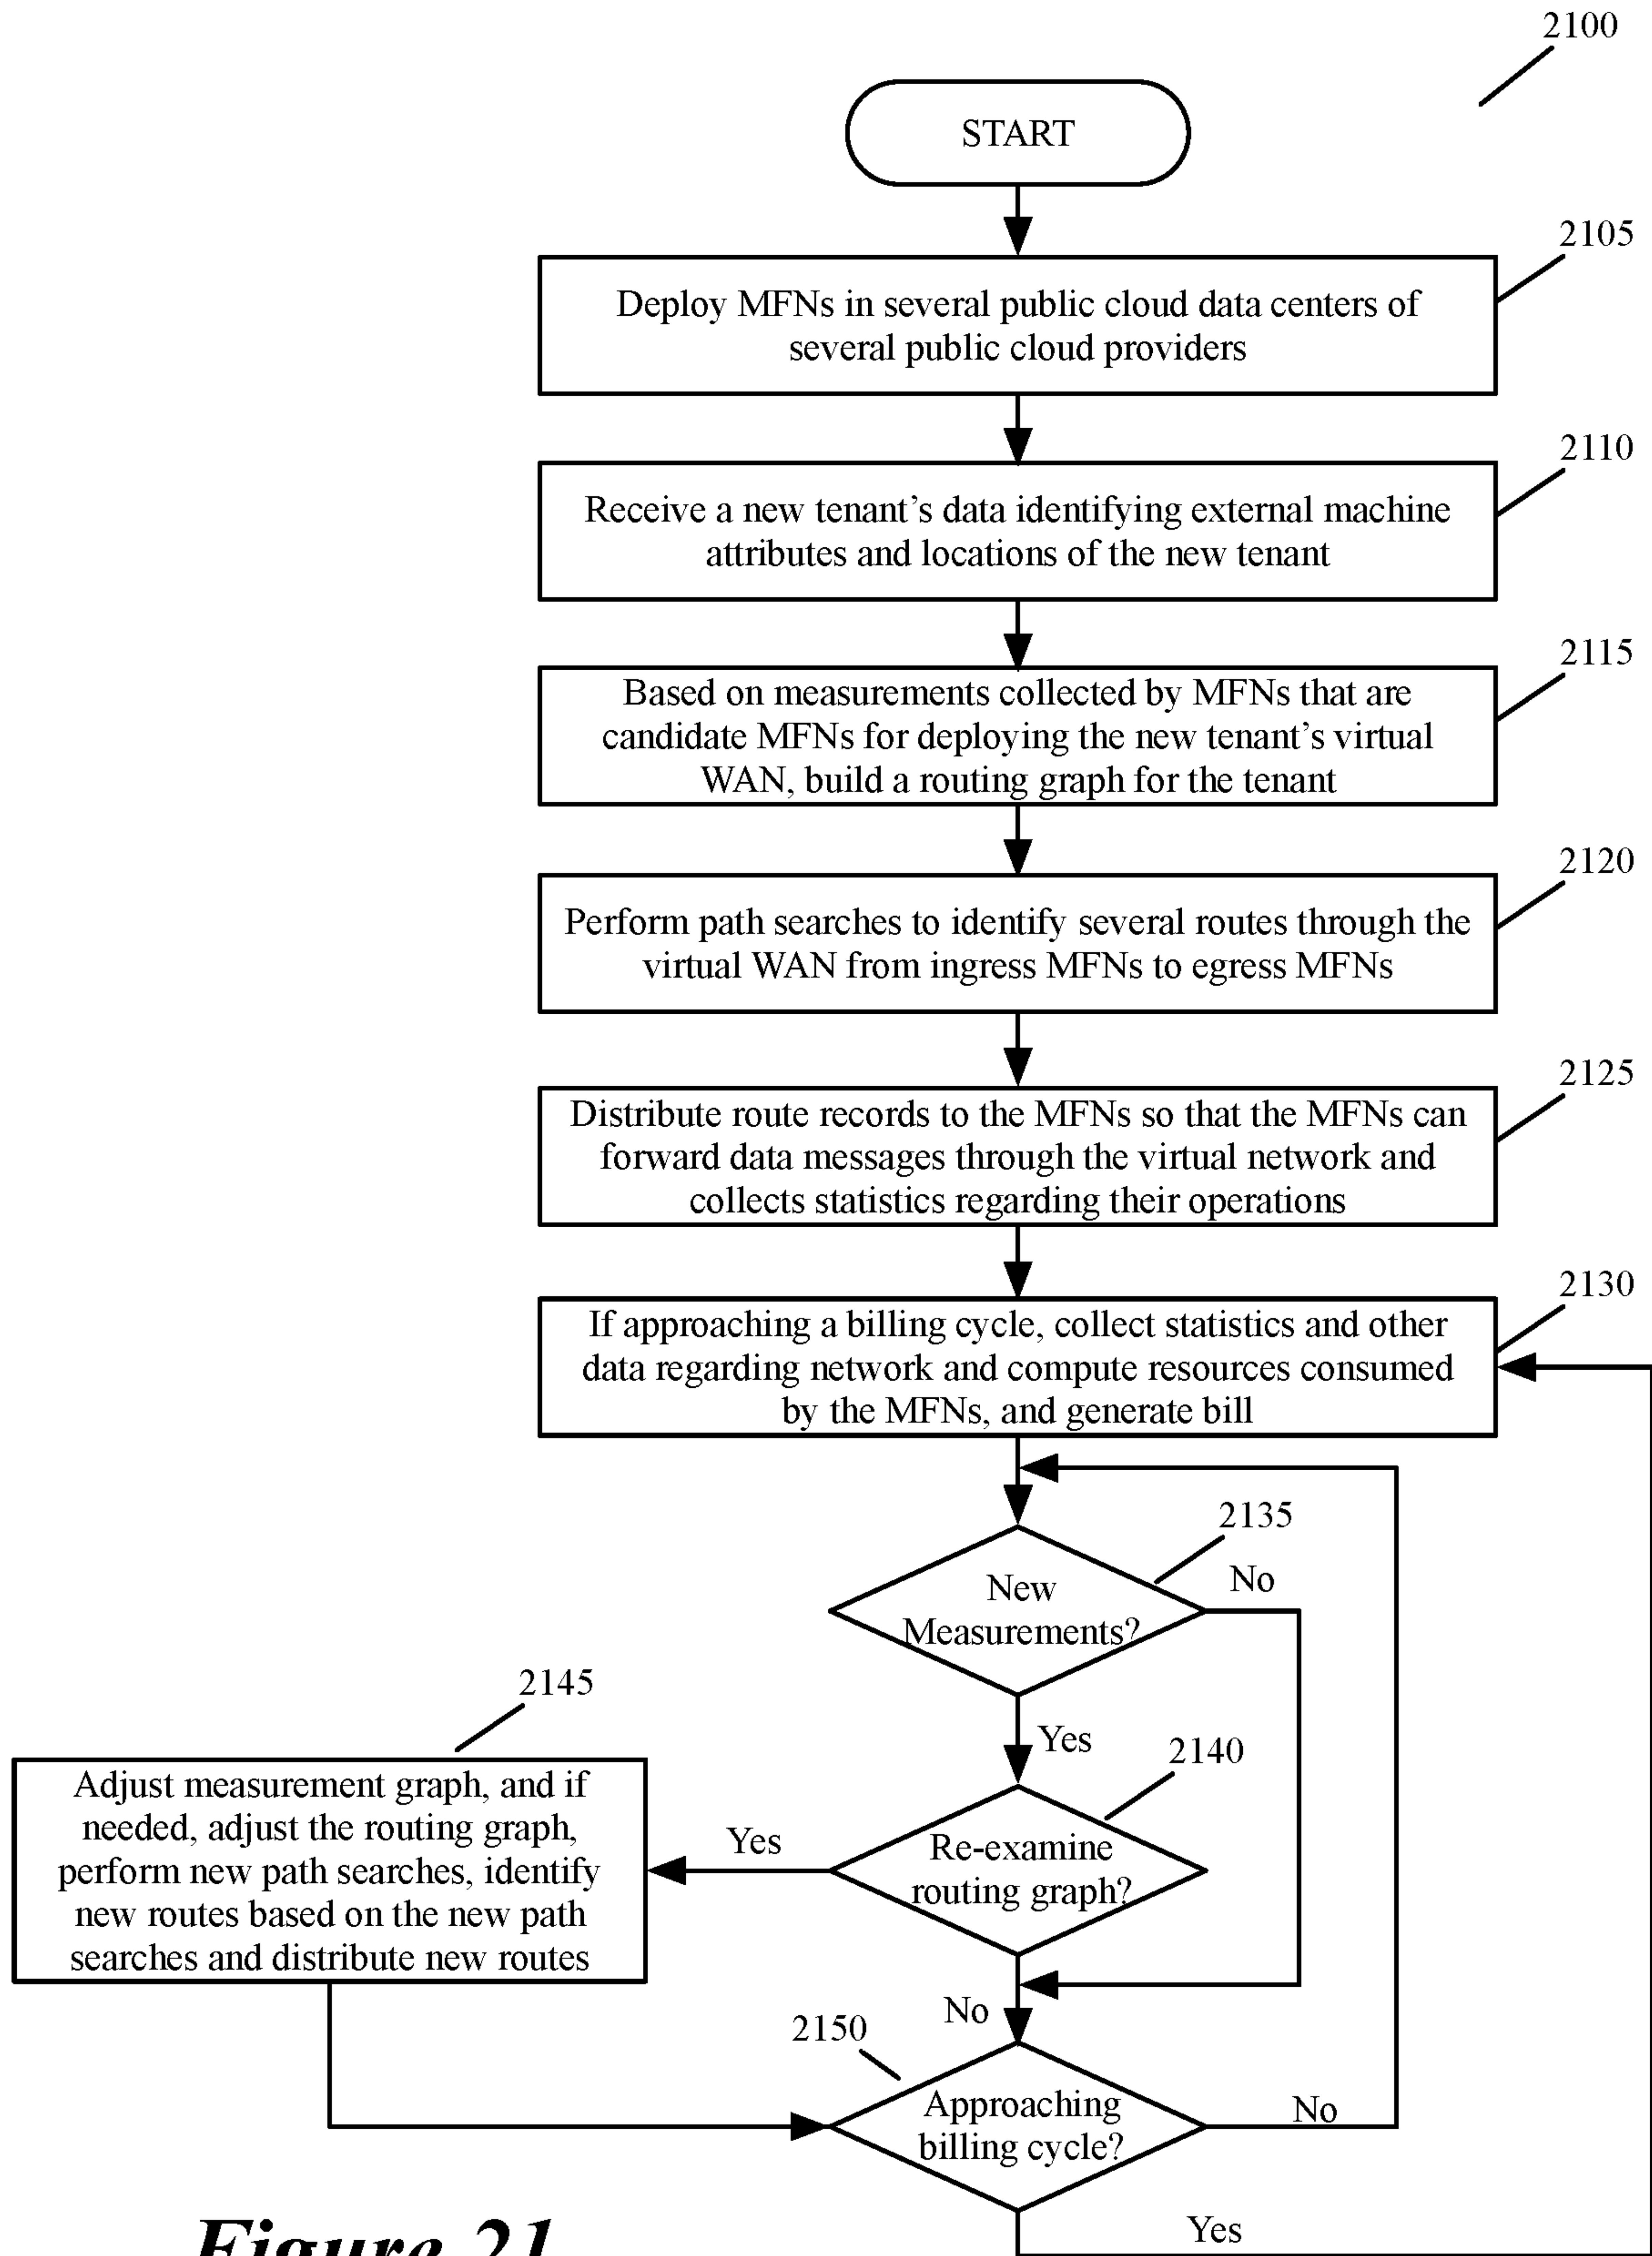 2100
START
2105
Deploy MFNs in several public cloud data centers of
several public cloud providers
2110
Receive a new tenant’s data identifying external machine
attributes and locations of the new tenant
2115
Based on measurements collected by MFNs that are
candidate MFNs for deploying the new tenant’s virtual
WAN, build a routing graph for the tenant
2120
Perform path searches to identify several routes through the
virtual WAN from ingress MFNs to egress MFNs
2125
Distribute route records to the MFNs so that the MFNs can
forward data messages through the virtual network and
collects statistics regarding their operations
2130
If approaching a billing cycle, collect statistics and other
data regarding network and compute resources consumed
by the MFNs, and generate bill
2135
New
Measurements?
No
Yes
2140
Re-examine
routing graph?
Yes
2145
Adjust measurement graph, and if
needed, adjust the routing graph,
perform new path searches, identify
new routes based on the new path
searches and distribute new routes
No
2150
Approaching
billing cycle?
No
Yes
Figure 21